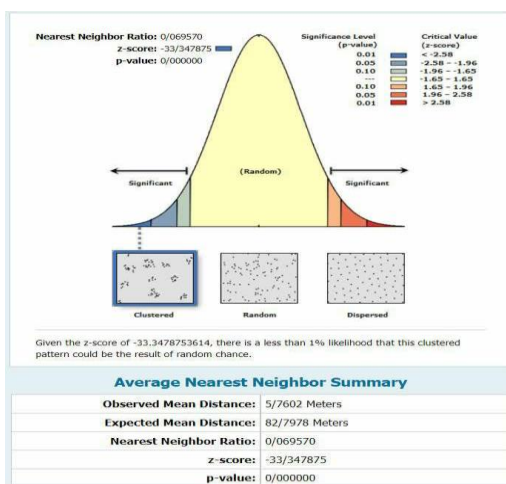 Nearest Neighbor Ratio: 0/069570
z-score: -33/347875
p-value: 0/000000
Significance Level (p-value)
Critical Value (z-score)
0.01 < -2.58
0.05 -2.58 - -1.96
0.10 -1.96 - -1.65
--- -1.65 - 1.65
0.10 1.65 - 1.96
0.05 1.96 - 2.58
0.01 > 2.58
(Random)
Significant Significant
Clustered Random Dispersed
Given the z-score of -33.3478753614, there is a less than 1% likelihood that this clustered
pattern could be the result of random chance.
Average Nearest Neighbor Summary
Observed Mean Distance: 5/7602 Meters
Expected Mean Distance: 82/7978 Meters
Nearest Neighbor Ratio: 0/069570
z-score: -33/347875
p-value: 0/000000